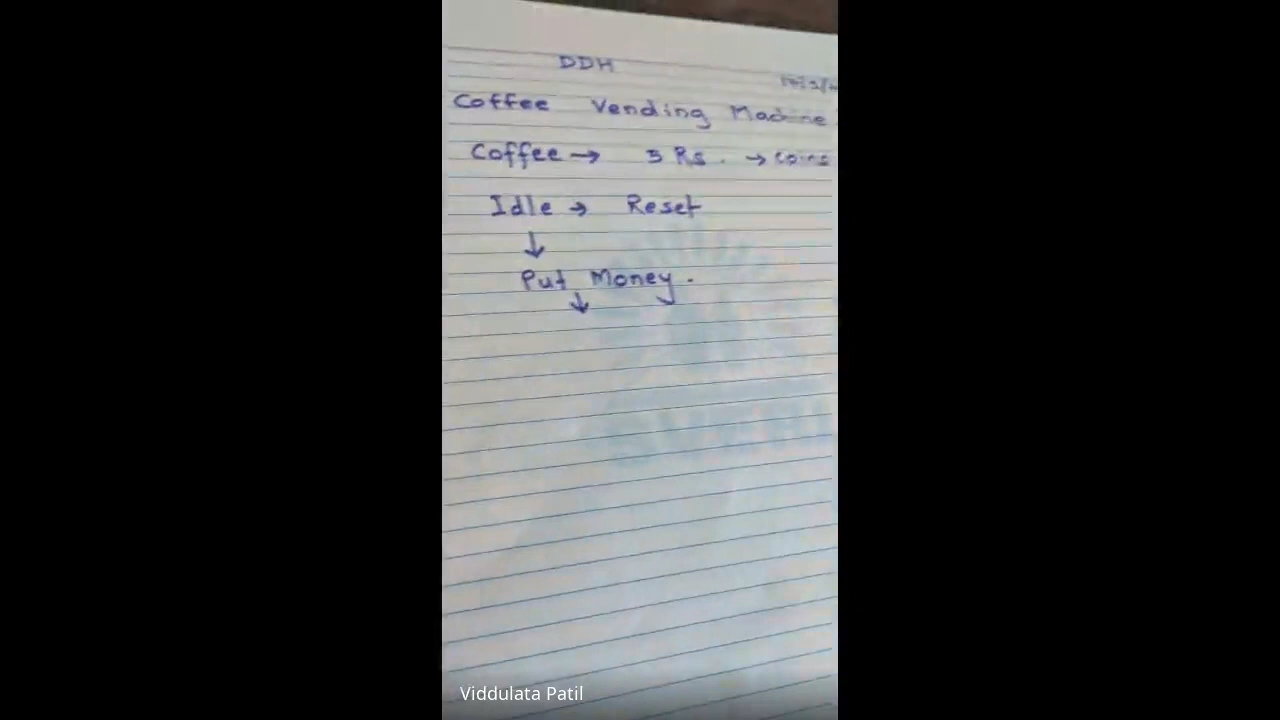 DDH
Coffee Vending Machine
Coffee → 5 Rs. → coins
Idle → Reset
↓
Put Money.
↓
Viddulata Patil